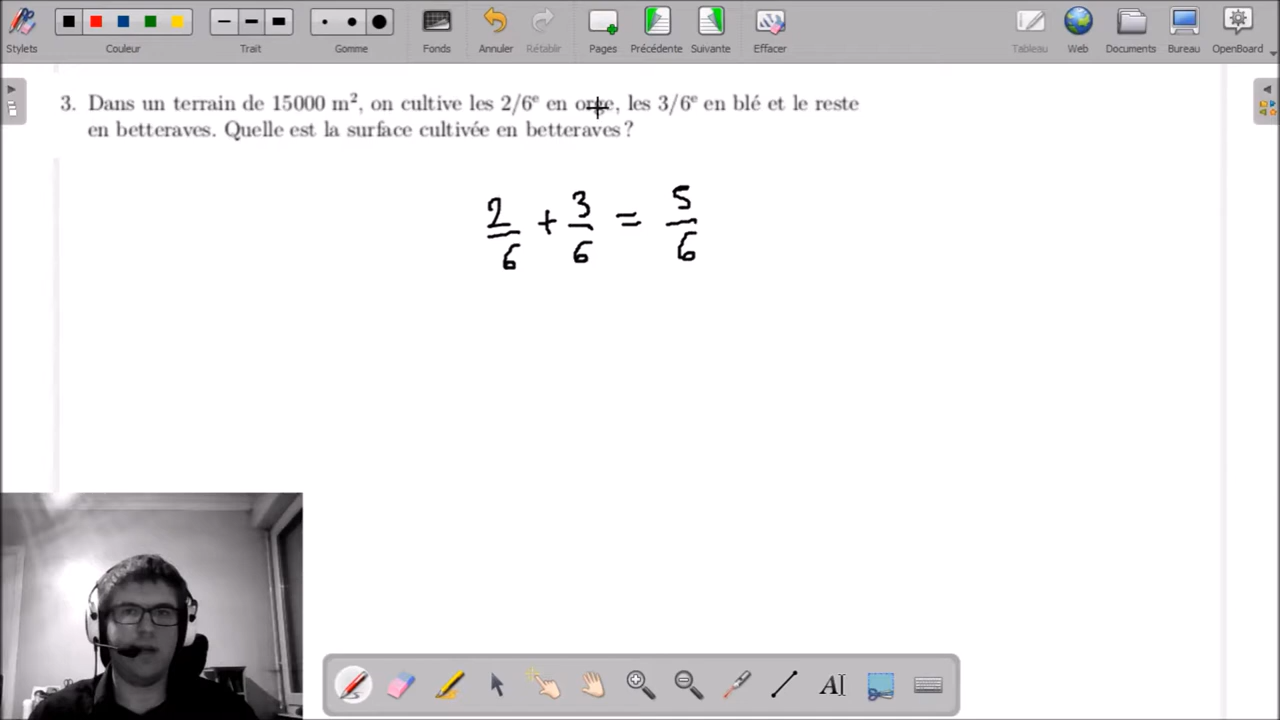 Stylets Couleur Trait Gomme Fonds Annuler Rétablir Pages Précédente Suivante Effacer Tableau Web Documents Bureau OpenBoard
3. Dans un terrain de 15000 m², on cultive les 2/6ᵉ en orge, les 3/6ᵉ en blé et le reste
en betteraves. Quelle est la surface cultivée en betteraves ?
2/6 + 3/6 = 5/6
AI